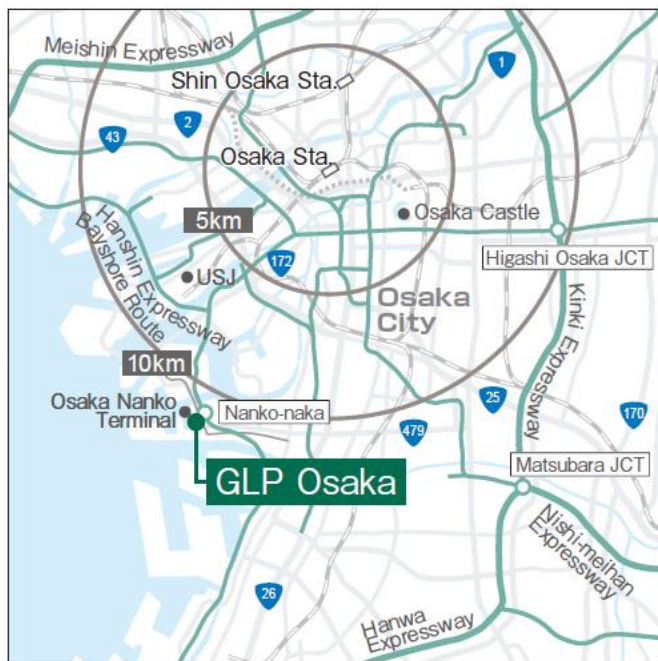 Meishin Expressway
Shin Osaka Sta.
1
2
43
Osaka Sta.
5km
Osaka Castle
172
USJ
Higashi Osaka JCT
Hanshin Expressway
Bayshore Route
Osaka
City
Kinki Expressway
10km
Osaka Nanko
Terminal
Nanko-naka
25
170
479
GLP Osaka
Matsubara JCT
Nishi-meihan
Expressway
26
Hanwa
Expressway